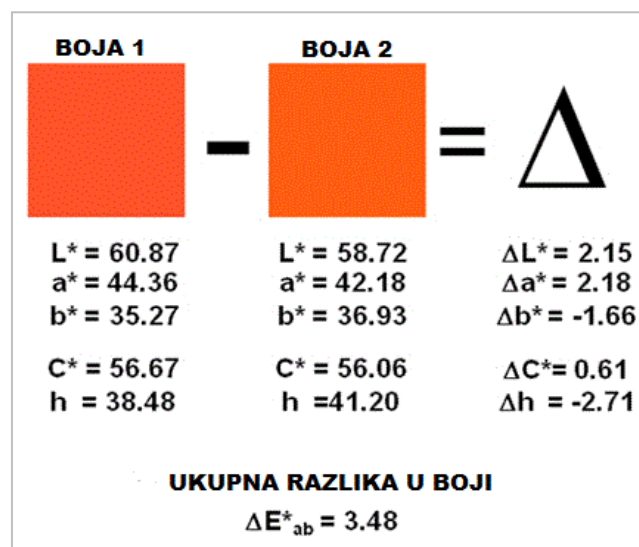 BOJA 1 BOJA 2
- = Δ
L* = 60.87 L* = 58.72 ΔL* = 2.15
a* = 44.36 a* = 42.18 Δa* = 2.18
b* = 35.27 b* = 36.93 Δb* = -1.66
C* = 56.67 C* = 56.06 ΔC*= 0.61
h = 38.48 h =41.20 Δh = -2.71
UKUPNA RAZLIKA U BOJI
ΔE*ab = 3.48